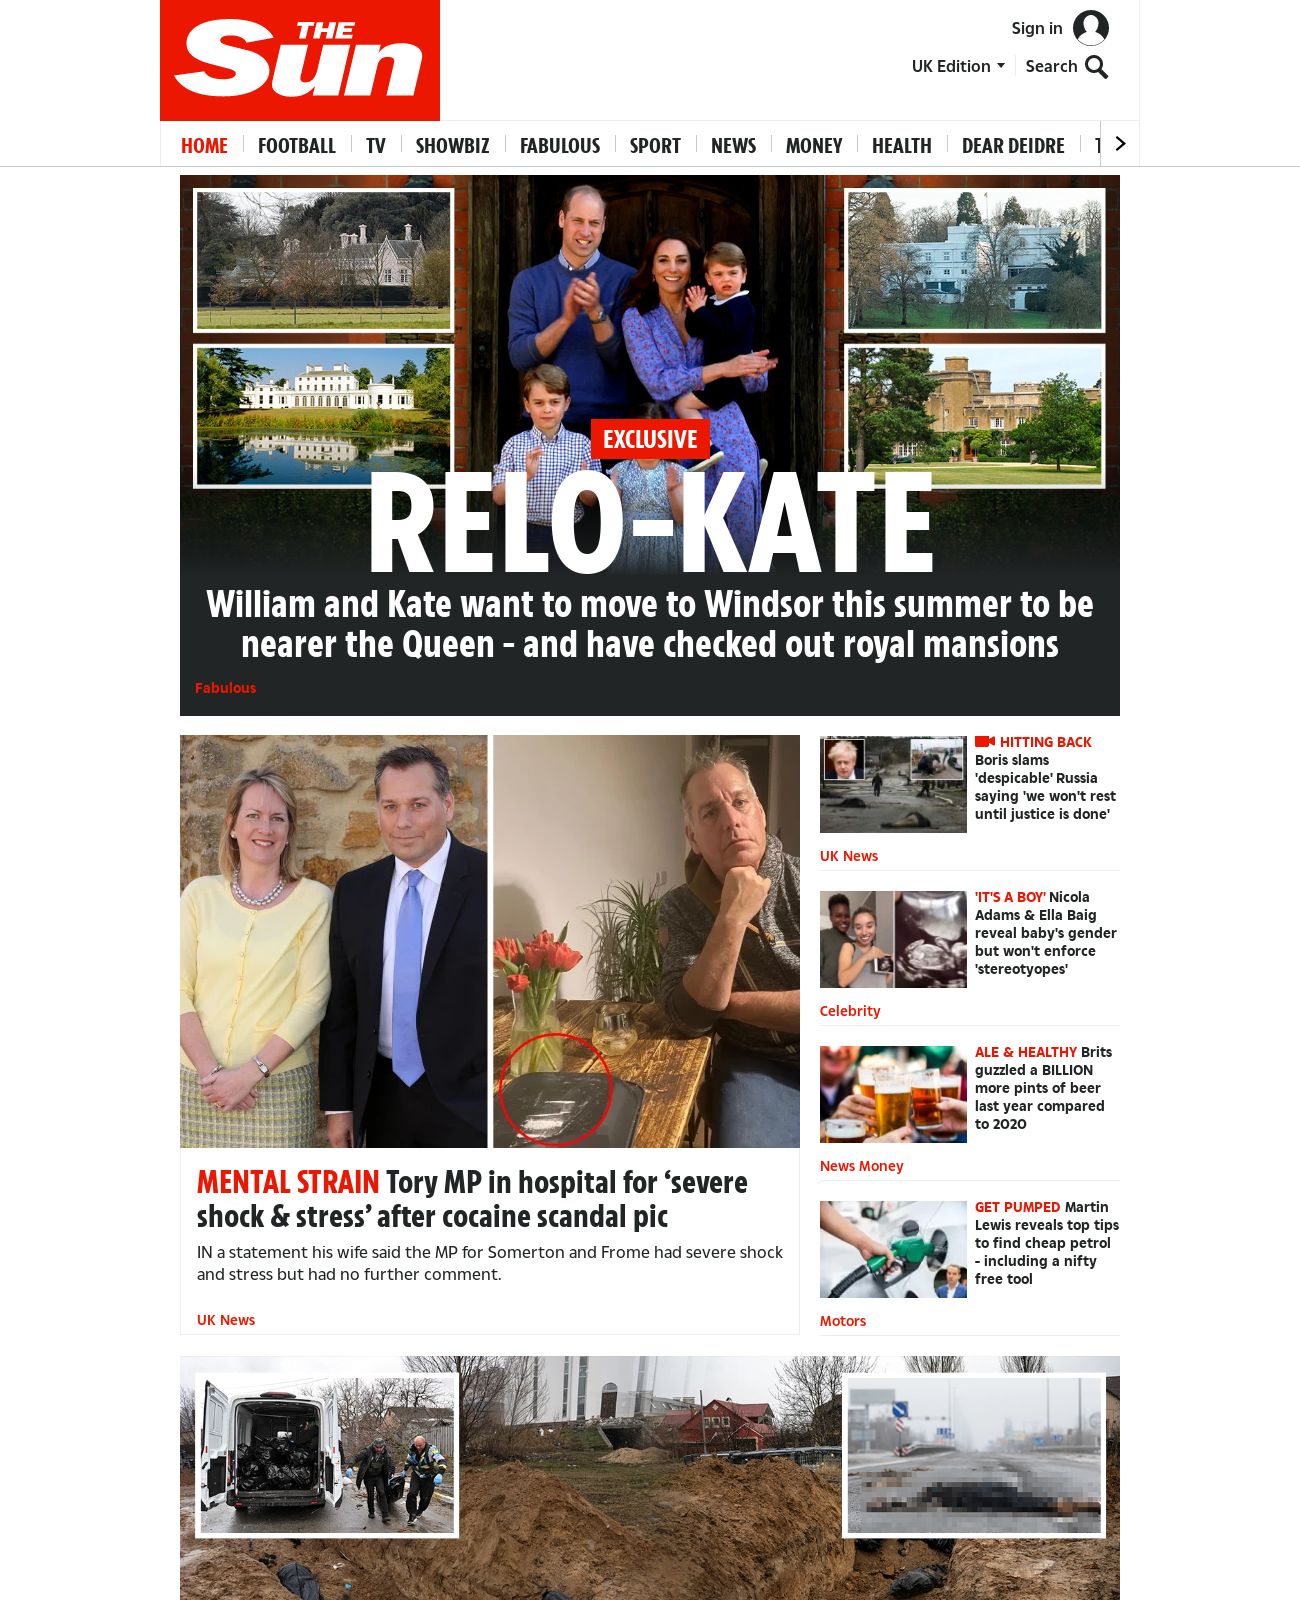 THE
Sun
Sign in
UK Edition
Search
HOME
FOOTBALL
TV
SHOWBIZ
FABULOUS
SPORT
NEWS
MONEY
HEALTH
DEAR DEIDRE
EXCLUSIVE
RELO-KATE
William and Kate want to move to Windsor this summer to be
nearer the Queen - and have checked out royal mansions
Fabulous
MENTAL STRAIN Tory MP in hospital for ‘severe
shock & stress’ after cocaine scandal pic
IN a statement his wife said the MP for Somerton and Frome had severe shock
and stress but had no further comment.
UK News
HITTING BACK
Boris slams
'despicable' Russia
saying 'we won't rest
until justice is done'
UK News
'IT'S A BOY' Nicola
Adams & Ella Baig
reveal baby's gender
but won't enforce
'stereotyopes'
Celebrity
ALE & HEALTHY Brits
guzzled a BILLION
more pints of beer
last year compared
to 2020
News Money
GET PUMPED Martin
Lewis reveals top tips
to find cheap petrol
- including a nifty
free tool
Motors